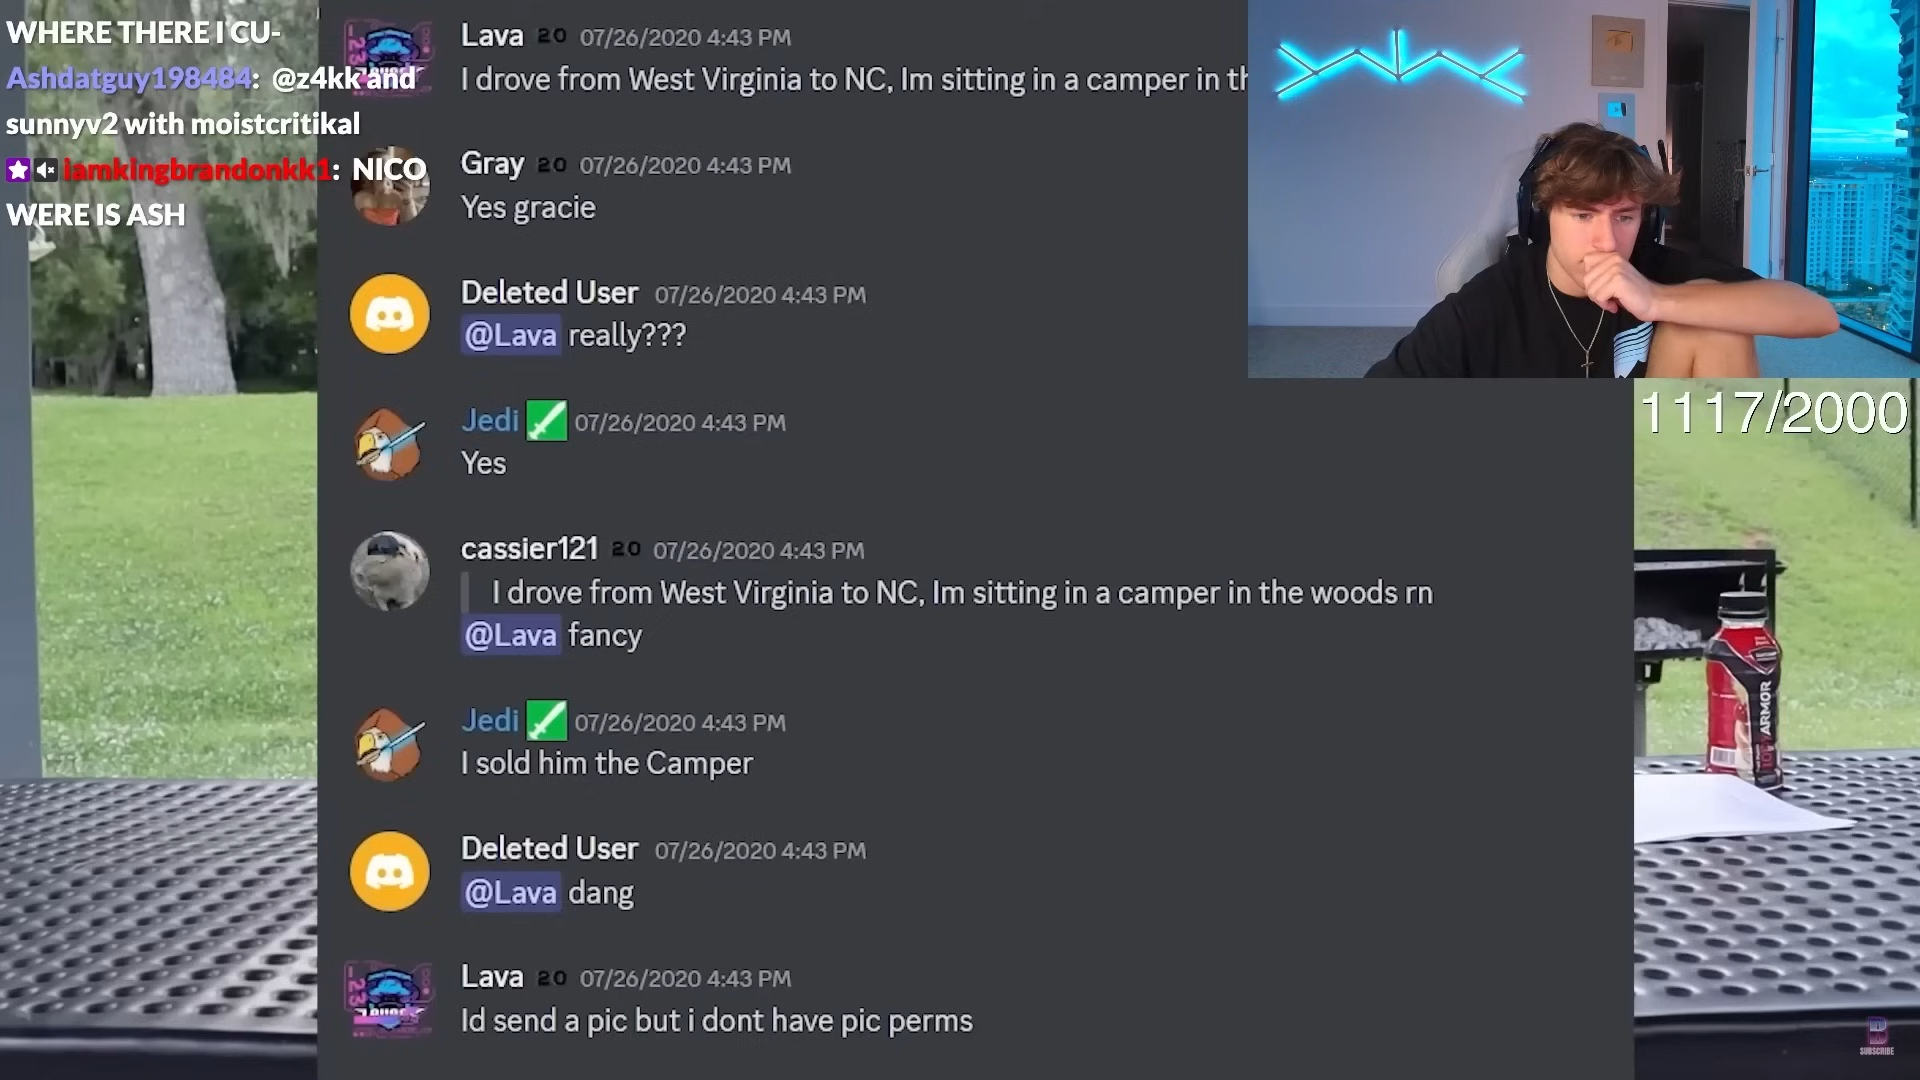 WHERE THERE I CU-
Ashdatguy198484: @z4kk and
sunnyv2 with moistcritikal
iamkingbrandonkk1: NICO
WERE IS ASH
Lava 20 07/26/2020 4:43 PM
I drove from West Virginia to NC, Im sitting in a camper in th
Gray 20 07/26/2020 4:43 PM
Yes gracie
Deleted User 07/26/2020 4:43 PM
@Lava really???
Jedi 07/26/2020 4:43 PM
Yes
cassier121 20 07/26/2020 4:43 PM
I drove from West Virginia to NC, Im sitting in a camper in the woods rn
@Lava fancy
Jedi 07/26/2020 4:43 PM
I sold him the Camper
Deleted User 07/26/2020 4:43 PM
@Lava dang
Lava 20 07/26/2020 4:43 PM
Id send a pic but i dont have pic perms
1117/2000
ARMOR
SUBSCRIBE